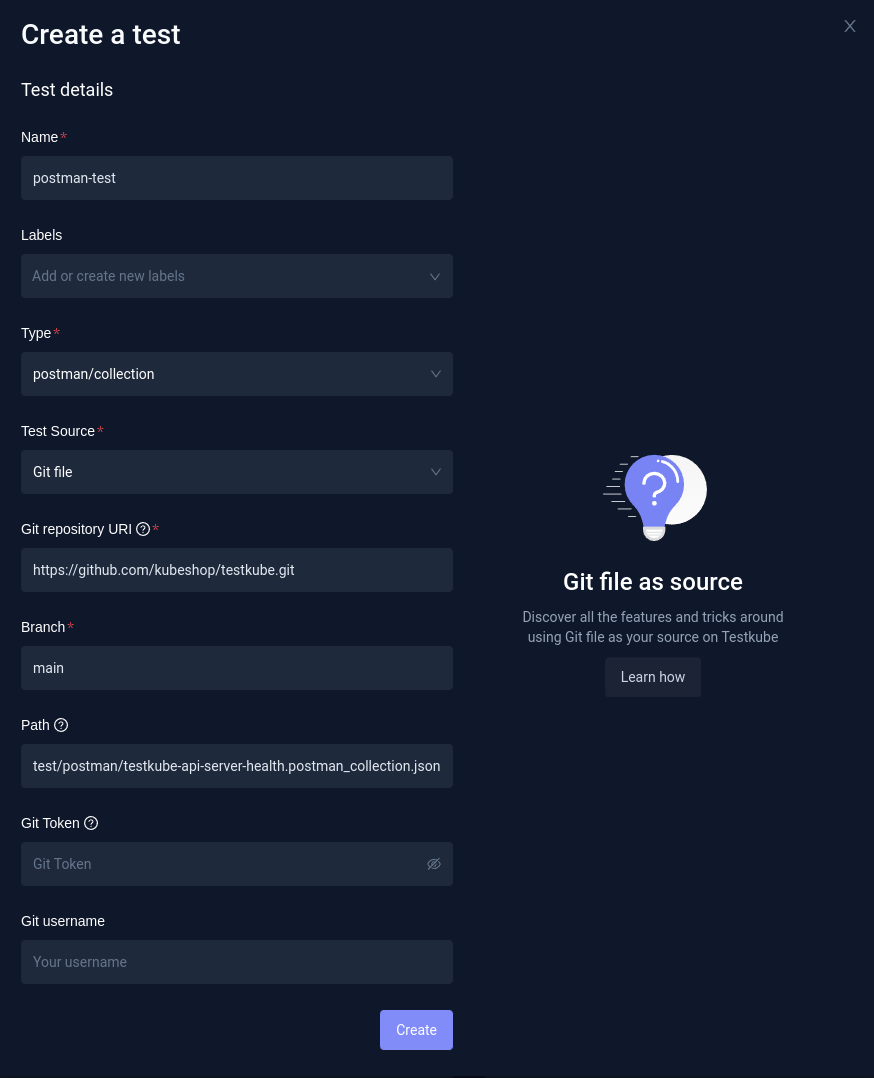 Create a test
Test details
Name*
postman-test
Labels
Add or create new labels
Type*
postman/collection
Test Source*
Git file
Git repository URI ?*
https://github.com/kubeshop/testkube.git
Branch*
main
Path ?
test/postman/testkube-api-server-health.postman_collection.json
Git Token ?
Git Token
Git username
Your username
Create
?
Git file as source
Discover all the features and tricks around
using Git file as your source on Testkube
Learn how